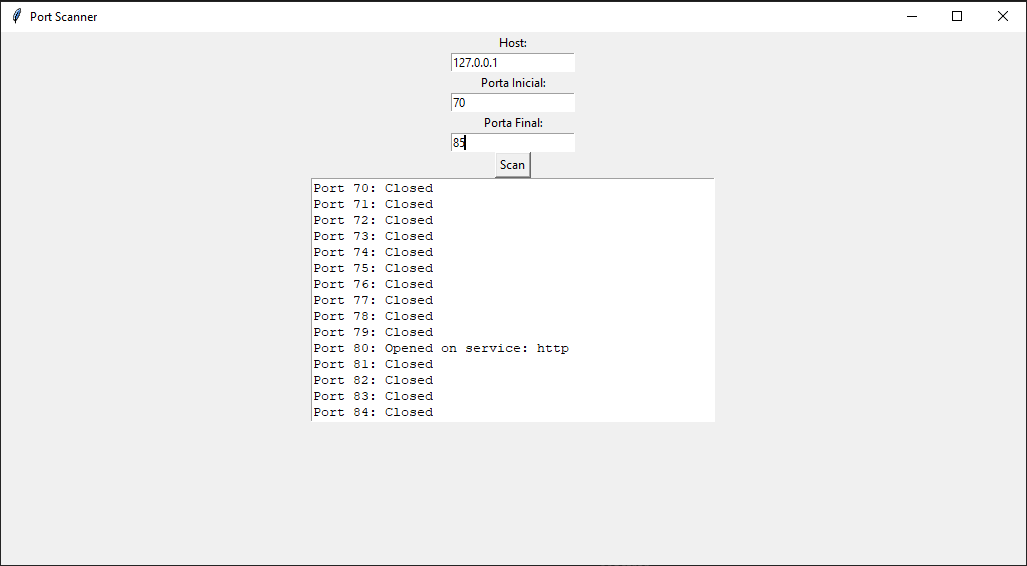 Port Scanner
Host:
127.0.0.1
Porta Inicial:
70
Porta Final:
85
Scan
Port 70: Closed
Port 71: Closed
Port 72: Closed
Port 73: Closed
Port 74: Closed
Port 75: Closed
Port 76: Closed
Port 77: Closed
Port 78: Closed
Port 79: Closed
Port 80: Opened on service: http
Port 81: Closed
Port 82: Closed
Port 83: Closed
Port 84: Closed